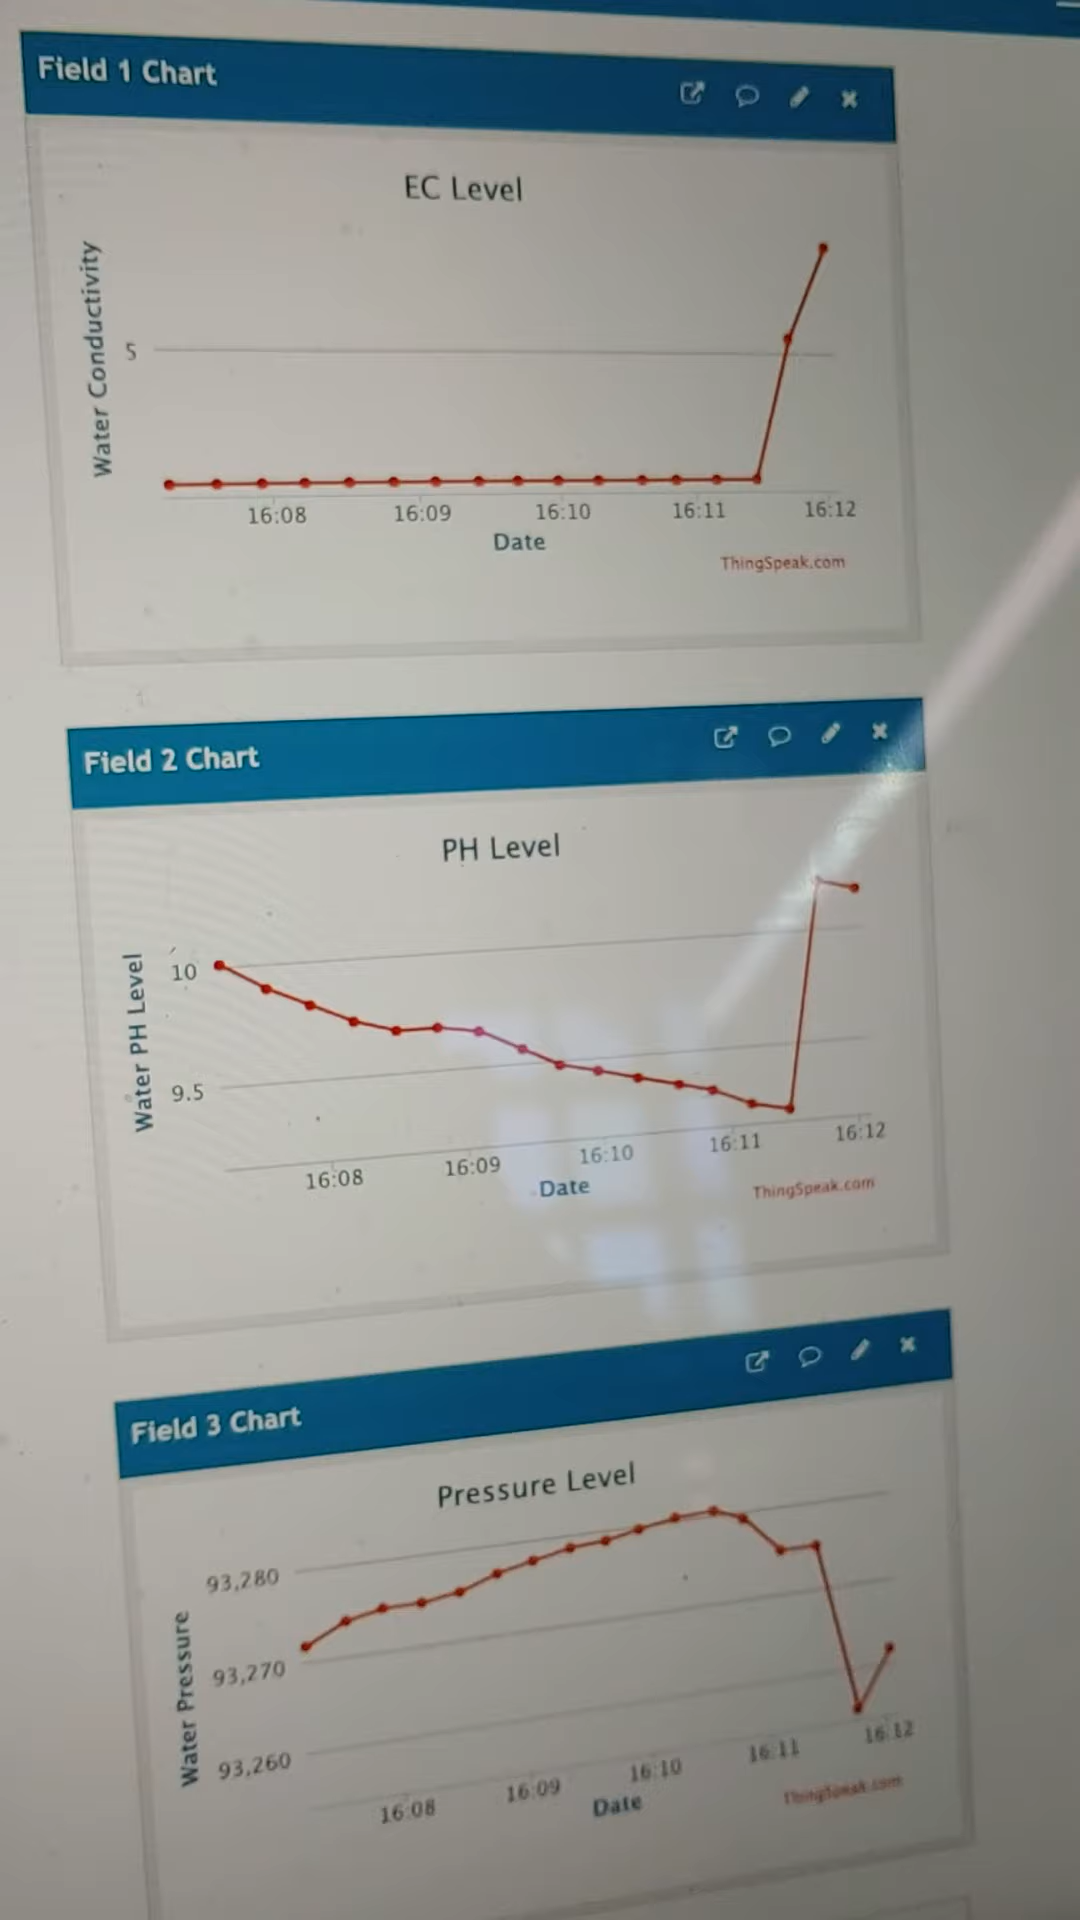 Field 1 Chart
EC Level
Water Conductivity
5
16:08 16:09 16:10 16:11 16:12
Date
ThingSpeak.com
Field 2 Chart
PH Level
Water PH Level
10
9.5
16:08 16:09 16:10 16:11 16:12
Date
ThingSpeak.com
Field 3 Chart
Pressure Level
Water Pressure
93,280
93,270
93,260
16:08 16:09 16:10 16:11 16:12
Date
ThingSpeak.com